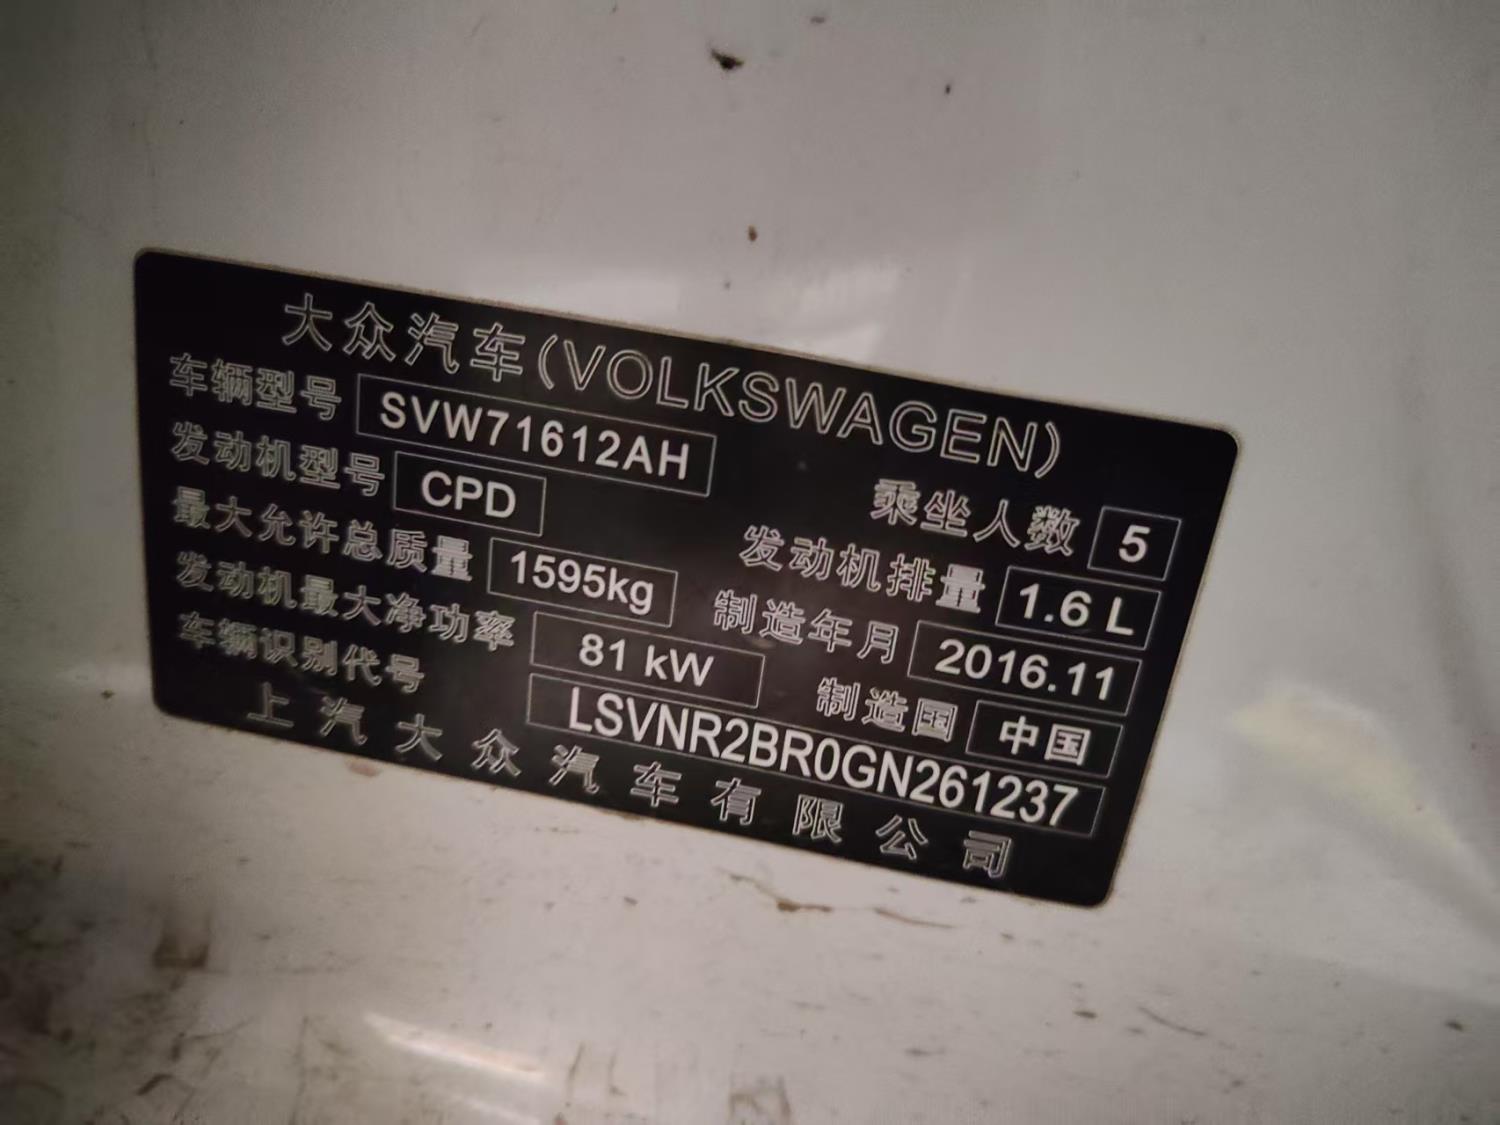 大众汽车(VOLKSWAGEN)
车辆型号 SVW71612AH 乘坐人数 5
发动机型号 CPD 发动机排量 1.6 L
最大允许总质量 1595kg 制造年月 2016.11
发动机最大净功率 81 kW 制造国 中国
车辆识别代号 LSVNR2BR0GN261237
上汽大众汽车有限公司